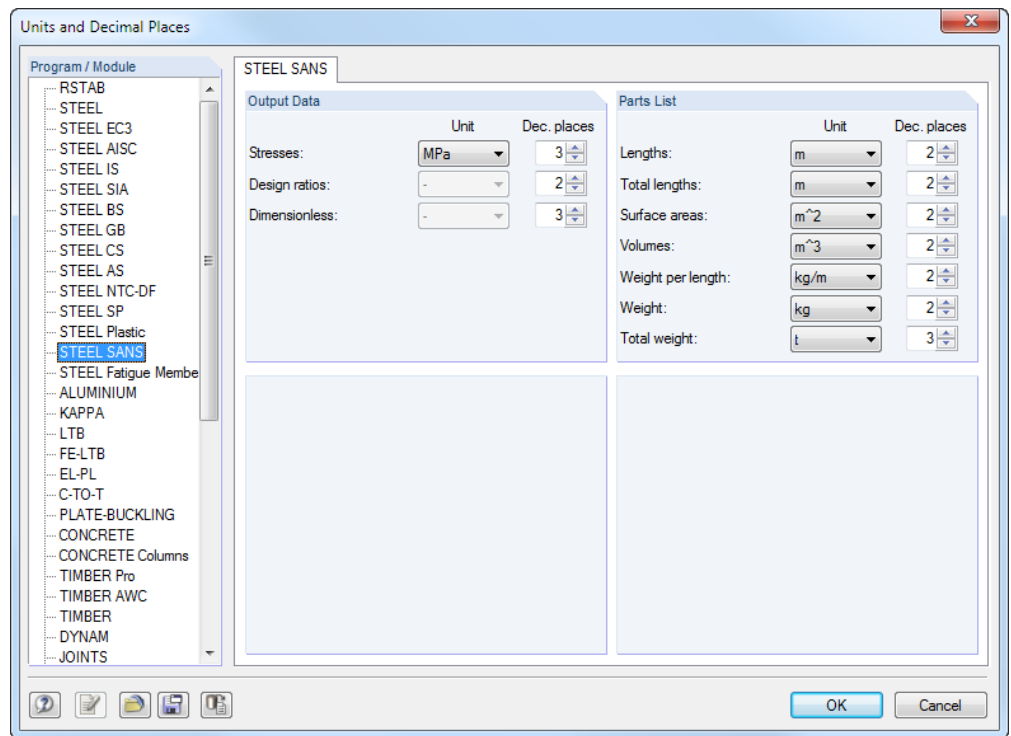 Units and Decimal Places
Program / Module
RSTAB
STEEL
STEEL EC3
STEEL AISC
STEEL IS
STEEL SIA
STEEL BS
STEEL GB
STEEL CS
STEEL AS
STEEL NTC-DF
STEEL SP
STEEL Plastic
STEEL SANS
STEEL Fatigue Membe
ALUMINIUM
KAPPA
LTB
FE-LTB
EL-PL
C-TO-T
PLATE-BUCKLING
CONCRETE
CONCRETE Columns
TIMBER Pro
TIMBER AWC
TIMBER
DYNAM
JOINTS
STEEL SANS
Output Data
Unit Dec. places
Stresses: MPa 3
Design ratios: - 2
Dimensionless: - 3
Parts List
Unit Dec. places
Lengths: m 2
Total lengths: m 2
Surface areas: m^2 2
Volumes: m^3 2
Weight per length: kg/m 2
Weight: kg 2
Total weight: t 3
OK Cancel